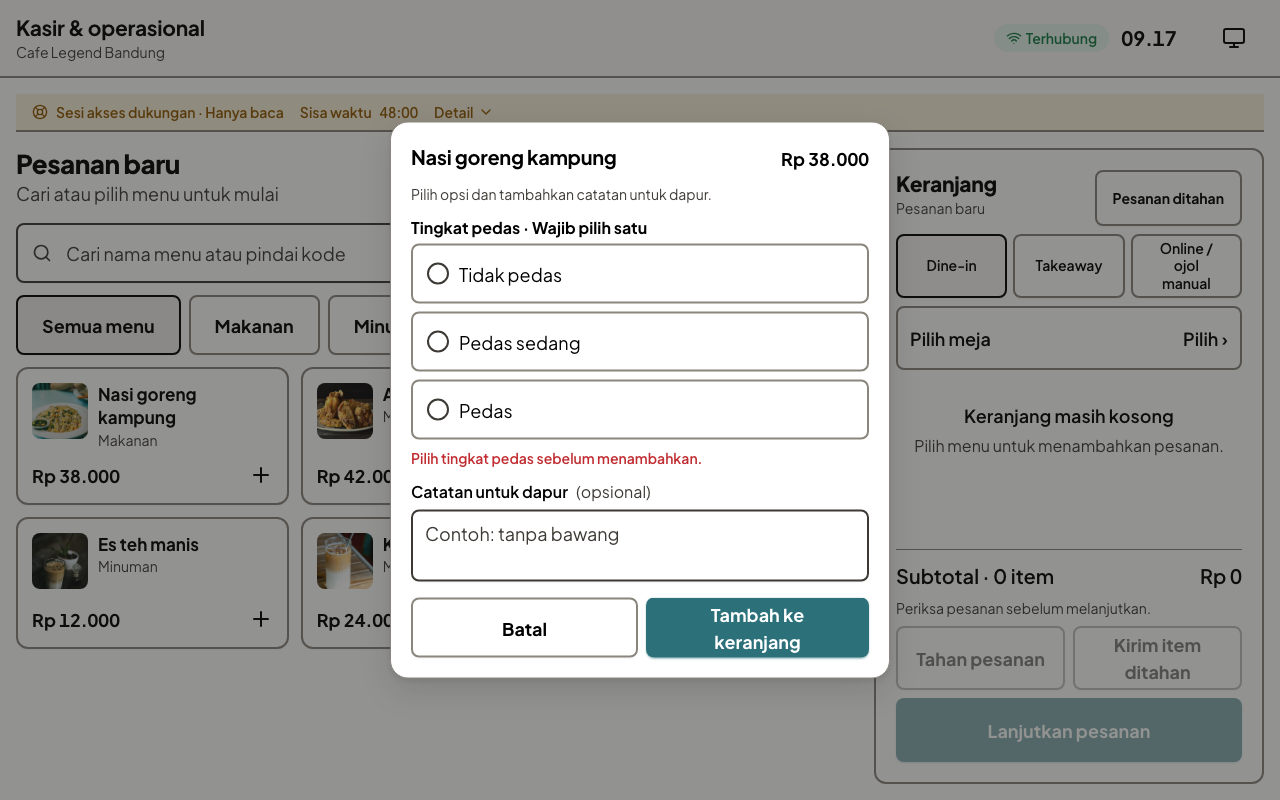 Kasir & operasional
Cafe Legend Bandung
Terhubung
09.17
Sesi akses dukungan · Hanya baca
Sisa waktu 48:00
Detail
Pesanan baru
Cari atau pilih menu untuk mulai
Cari nama menu atau pindai kode
Semua menu
Makanan
Nasi goreng
kampung
Makanan
Rp 38.000
Es teh manis
Minuman
Rp 12.000
Nasi goreng kampung
Rp 38.000
Pilih opsi dan tambahkan catatan untuk dapur.
Tingkat pedas · Wajib pilih satu
Tidak pedas
Pedas sedang
Pedas
Pilih tingkat pedas sebelum menambahkan.
Catatan untuk dapur (opsional)
Contoh: tanpa bawang
Batal
Tambah ke
keranjang
Keranjang
Pesanan baru
Pesanan ditahan
Dine-in
Takeaway
Online /
ojol
manual
Pilih meja
Pilih ›
Keranjang masih kosong
Pilih menu untuk menambahkan pesanan.
Subtotal · 0 item
Rp 0
Periksa pesanan sebelum melanjutkan.
Tahan pesanan
Kirim item
ditahan
Lanjutkan pesanan